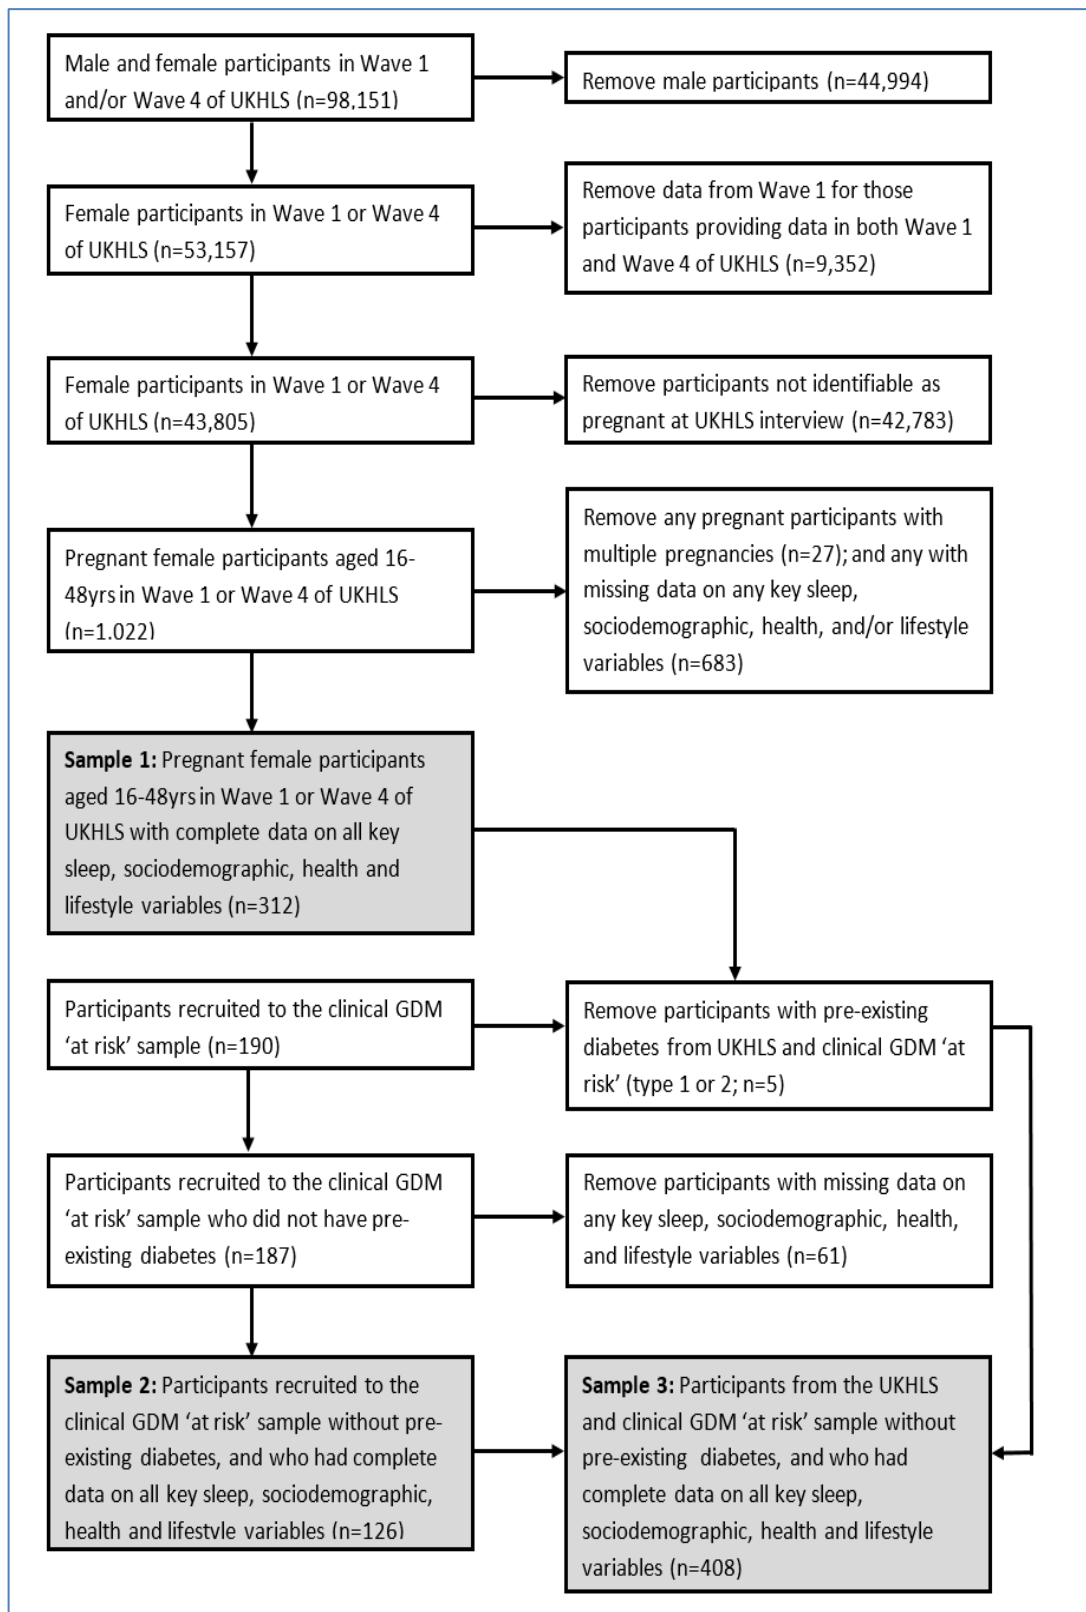 Male and female participants in Wave 1
and/or Wave 4 of UKHLS (n=98,151)
Remove male participants (n=44,994)
Female participants in Wave 1 or Wave 4
of UKHLS (n=53,157)
Remove data from Wave 1 for those
participants providing data in both Wave 1
and Wave 4 of UKHLS (n=9,352)
Female participants in Wave 1 or Wave 4
of UKHLS (n=43,805)
Remove participants not identifiable as
pregnant at UKHLS interview (n=42,783)
Pregnant female participants aged 16-
48yrs in Wave 1 or Wave 4 of UKHLS
(n=1.022)
Remove any pregnant participants with
multiple pregnancies (n=27); and any with
missing data on any key sleep,
sociodemographic, health, and/or lifestyle
variables (n=683)
Sample 1: Pregnant female participants
aged 16-48yrs in Wave 1 or Wave 4 of
UKHLS with complete data on all key
sleep, sociodemographic, health and
lifestyle variables (n=312)
Participants recruited to the clinical GDM
‘at risk’ sample (n=190)
Remove participants with pre-existing
diabetes from UKHLS and clinical GDM ‘at
risk’ (type 1 or 2; n=5)
Participants recruited to the clinical GDM
‘at risk’ sample who did not have pre-
existing diabetes (n=187)
Remove participants with missing data on
any key sleep, sociodemographic, health,
and lifestyle variables (n=61)
Sample 2: Participants recruited to the
clinical GDM ‘at risk’ sample without pre-
existing diabetes, and who had complete
data on all key sleep, sociodemographic,
health and lifestyle variables (n=126)
Sample 3: Participants from the UKHLS
and clinical GDM ‘at risk’ sample without
pre-existing diabetes, and who had
complete data on all key sleep,
sociodemographic, health and lifestyle
variables (n=408)